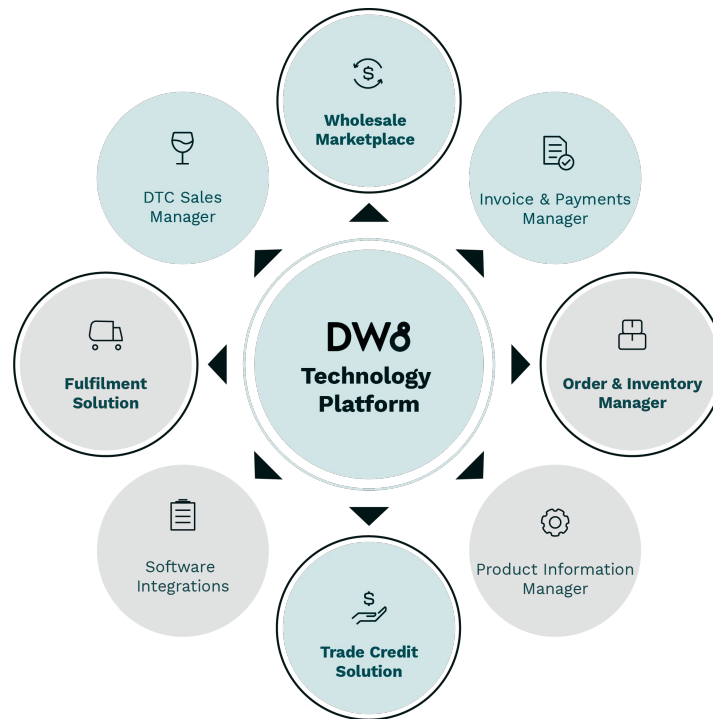 Wholesale
Marketplace
DTC Sales
Manager
Invoice & Payments
Manager
DW8
Technology
Platform
Fulfilment
Solution
Order & Inventory
Manager
Software
Integrations
Product Information
Manager
Trade Credit
Solution